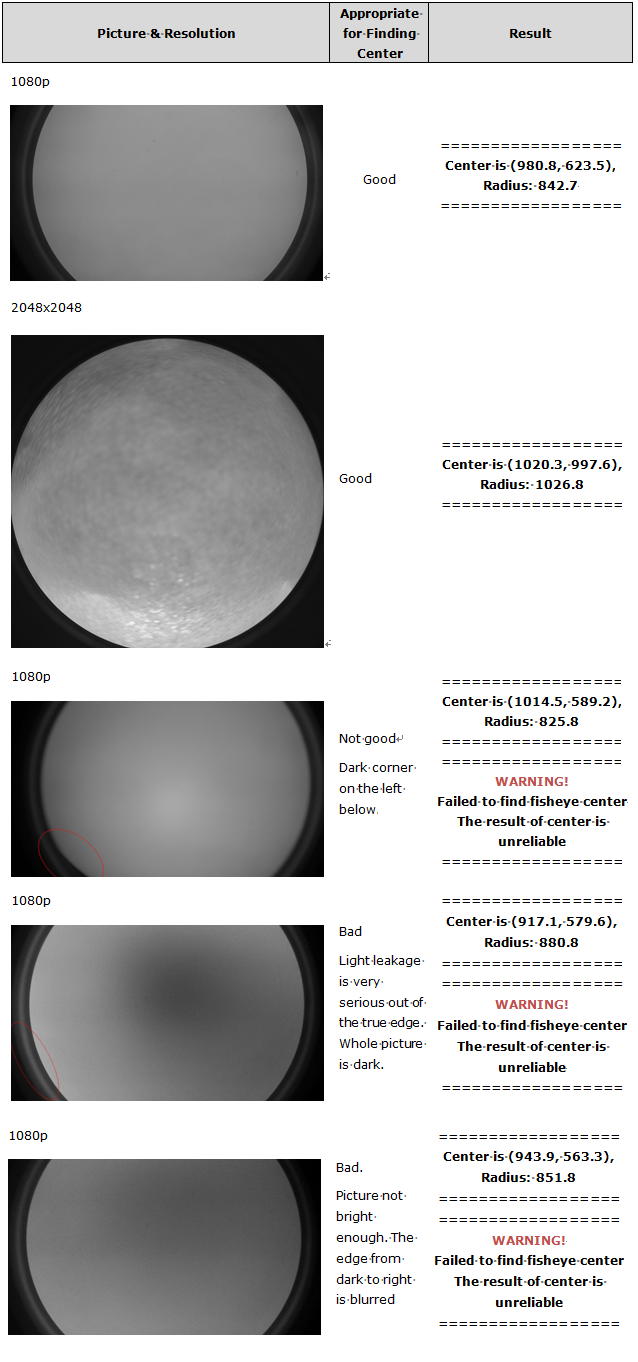 Picture & Resolution
Appropriate
for Finding
Center
Result
1080p
Good
==================
Center is (980.8, 623.5),
Radius: 842.7
==================
2048x2048
Good
==================
Center is (1020.3, 997.6),
Radius: 1026.8
==================
1080p
Not good
Dark corner
on the left
below.
==================
Center is (1014.5, 589.2),
Radius: 825.8
==================
==================
WARNING!
Failed to find fisheye center
The result of center is
unreliable
==================
1080p
Bad
Light leakage
is very
serious out of
the true edge.
Whole picture
is dark.
==================
Center is (917.1, 579.6),
Radius: 880.8
==================
==================
WARNING!
Failed to find fisheye center
The result of center is
unreliable
==================
1080p
Bad.
Picture not
bright
enough. The
edge from
dark to right
is blurred
==================
Center is (943.9, 563.3),
Radius: 851.8
==================
==================
WARNING!
Failed to find fisheye center
The result of center is
unreliable
==================